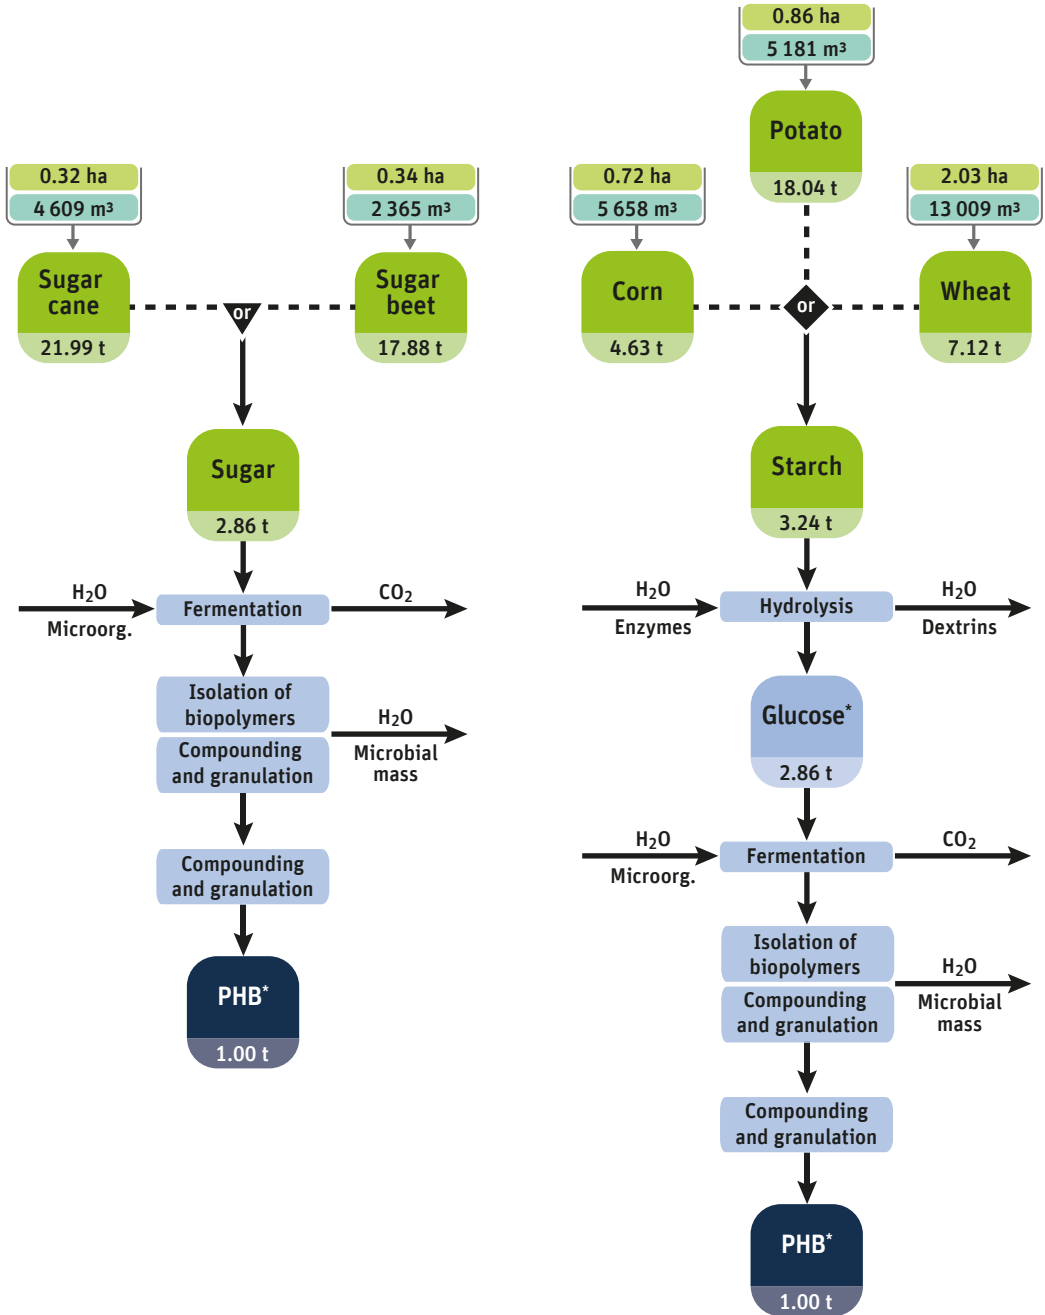 0.32 ha
4 609 m³
Sugar
cane
21.99 t
0.34 ha
2 365 m³
Sugar
beet
17.88 t
or
Sugar
2.86 t
H₂O
Microorg.
Fermentation
CO₂
Isolation of
biopolymers
Compounding
and granulation
H₂O
Microbial
mass
Compounding
and granulation
PHB*
1.00 t
0.86 ha
5 181 m³
Potato
18.04 t
0.72 ha
5 658 m³
Corn
4.63 t
2.03 ha
13 009 m³
Wheat
7.12 t
or
Starch
3.24 t
H₂O
Enzymes
Hydrolysis
H₂O
Dextrins
Glucose*
2.86 t
H₂O
Microorg.
Fermentation
CO₂
Isolation of
biopolymers
Compounding
and granulation
H₂O
Microbial
mass
Compounding
and granulation
PHB*
1.00 t